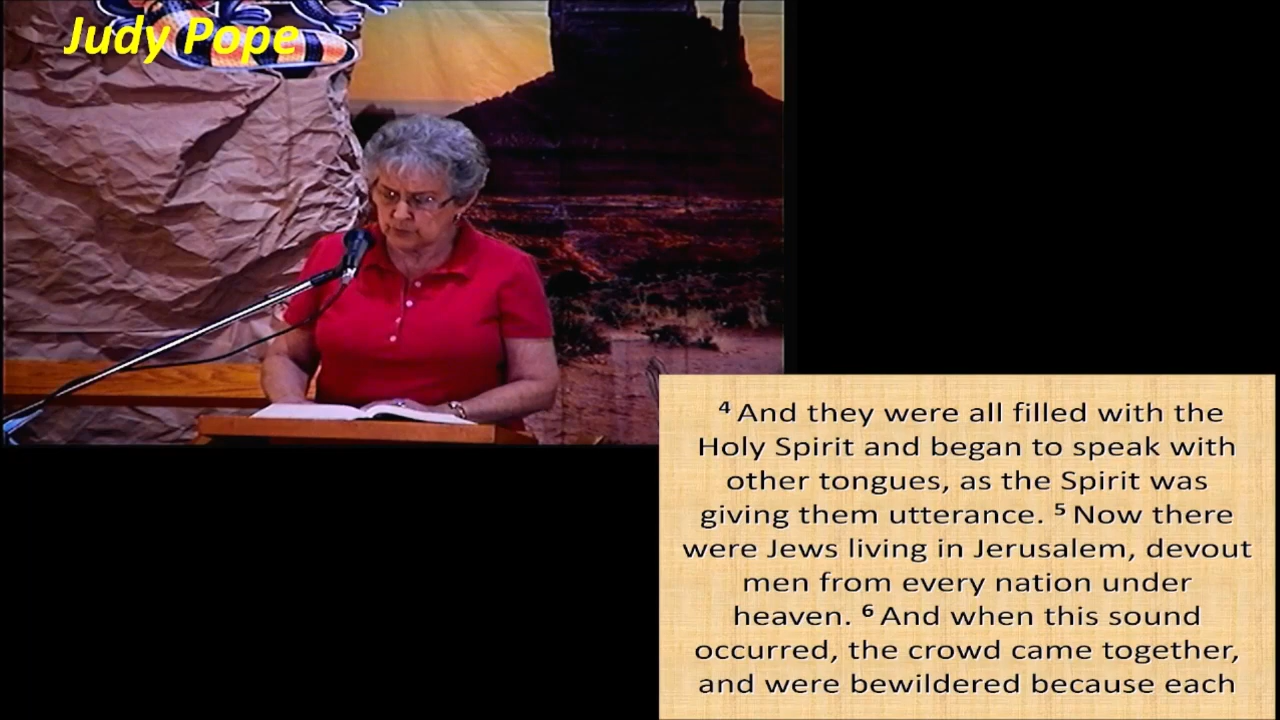 Judy Pope
⁴ And they were all filled with the
Holy Spirit and began to speak with
other tongues, as the Spirit was
giving them utterance. ⁵ Now there
were Jews living in Jerusalem, devout
men from every nation under
heaven. ⁶ And when this sound
occurred, the crowd came together,
and were bewildered because each